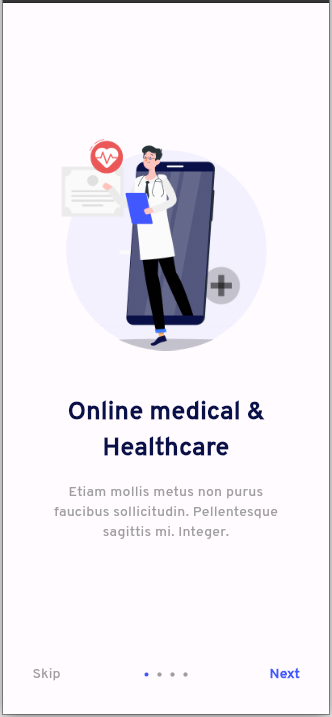 Online medical &
Healthcare
Etiam mollis metus non purus
faucibus sollicitudin. Pellentesque
sagittis mi. Integer.
Skip
Next